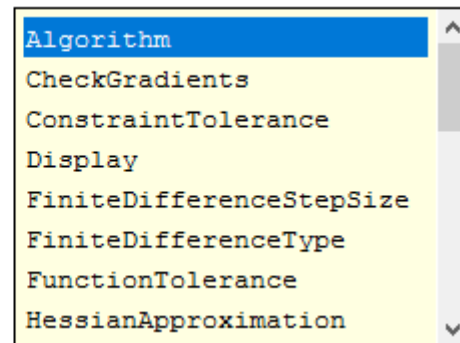 Algorithm
CheckGradients
ConstraintTolerance
Display
FiniteDifferenceStepSize
FiniteDifferenceType
FunctionTolerance
HessianApproximation